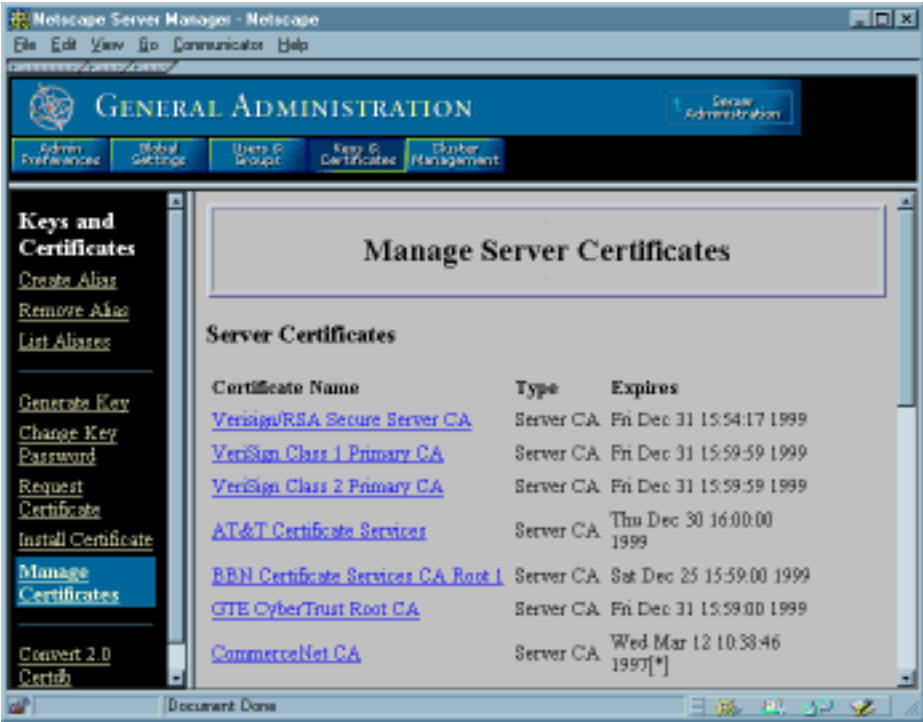 Netscape Server Manager - Netscape
File Edit View Go Communicator Help
GENERAL ADMINISTRATION
Server
Administration
Admin
Preferences
Global
Settings
Users &
Groups
Keys &
Certificates
Cluster
Management
Keys and
Certificates
Create Alias
Remove Alias
List Aliases
Generate Key
Change Key
Password
Request
Certificate
Install Certificate
Manage
Certificates
Convert 2.0
Certdb
Manage Server Certificates
Server Certificates
Certificate Name Type Expires
Verisign/RSA Secure Server CA Server CA Fri Dec 31 15:54:17 1999
VeriSign Class 1 Primary CA Server CA Fri Dec 31 15:59:59 1999
VeriSign Class 2 Primary CA Server CA Fri Dec 31 15:59:59 1999
AT&T Certificate Services Server CA Thu Dec 30 16:00:00
1999
BBN Certificate Services CA Root 1 Server CA Sat Dec 25 15:59:00 1999
GTE CyberTrust Root CA Server CA Fri Dec 31 15:59:00 1999
CommerceNet CA Server CA Wed Mar 12 10:38:46
1997[*]
Document Done